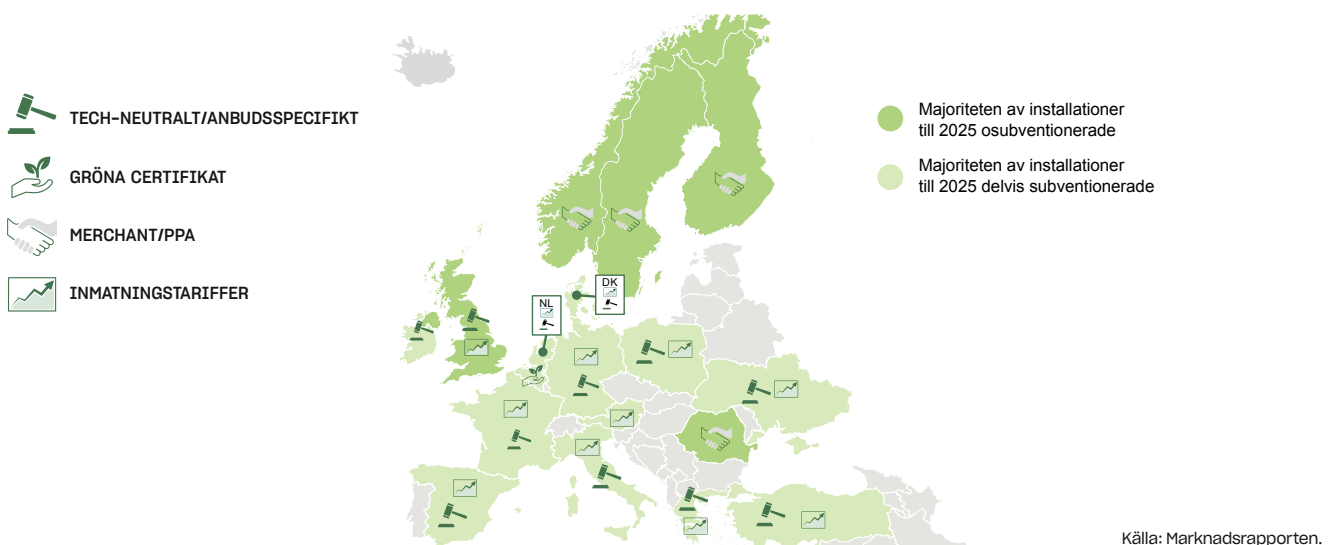 TECH-NEUTRALT/ANBUDSSPECIFIKT
GRÖNA CERTIFIKAT
MERCHANT/PPA
INMATNINGSTARIFFER
NL
DK
Majoriteten av installationer
till 2025 osubventionerade
Majoriteten av installationer
till 2025 delvis subventionerade
Källa: Marknadsrapporten.